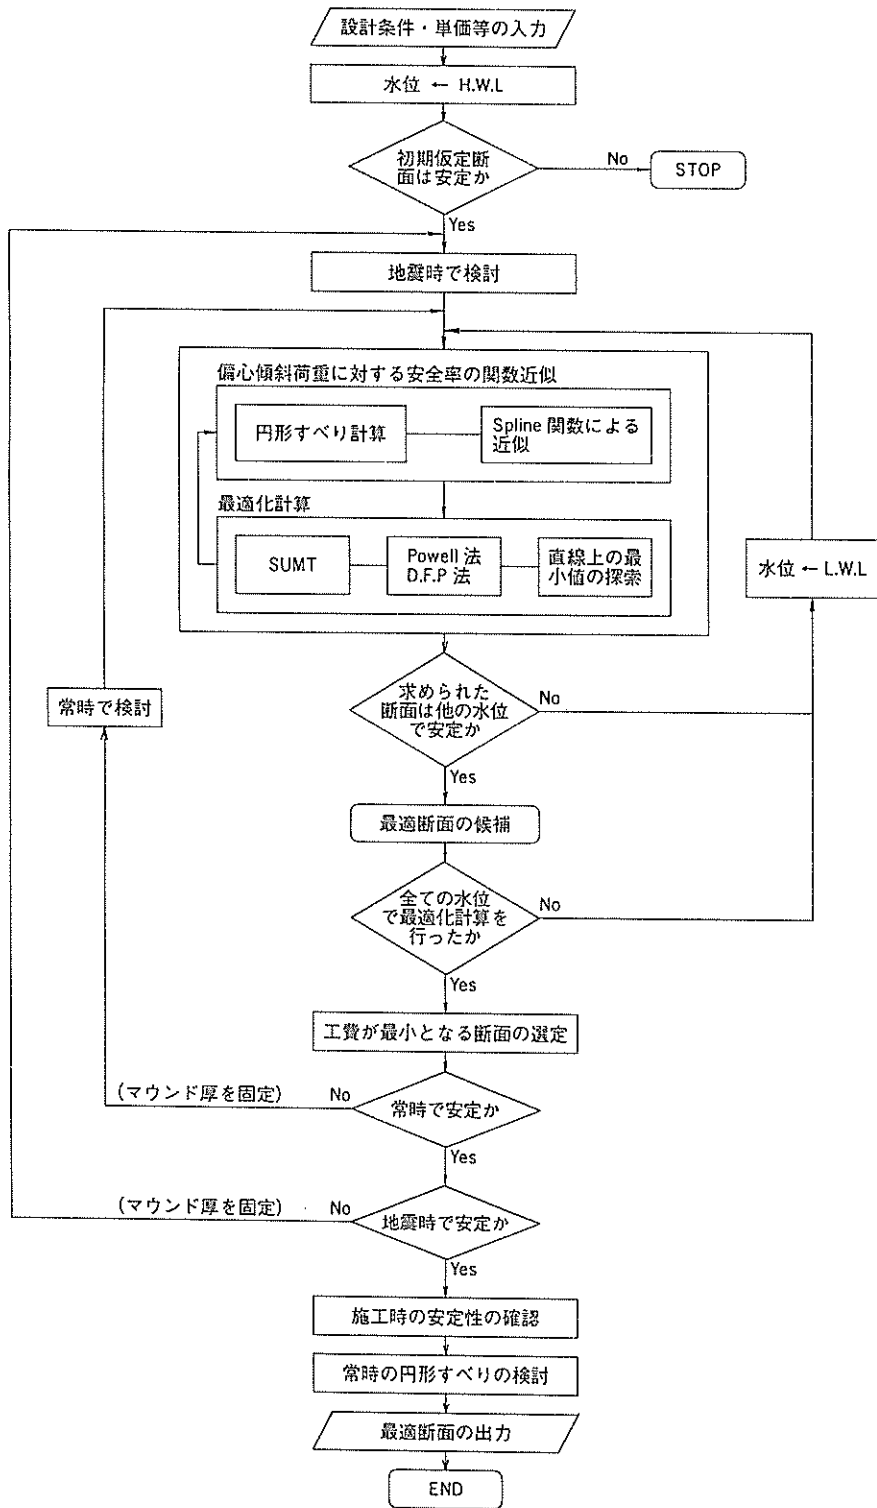 設計条件・単価等の入力
水位 ← H.W.L
初期仮定断
面は安定か
No
STOP
Yes
地震時で検討
偏心傾斜荷重に対する安全率の関数近似
円形すべり計算
Spline 関数による
近似
最適化計算
SUMT
Powell 法
D.F.P 法
直線上の最
小値の探索
水位 ← L.W.L
常時で検討
求められた
断面は他の水位
で安定か
No
Yes
最適断面の候補
全ての水位
で最適化計算を
行ったか
No
Yes
工費が最小となる断面の選定
(マウンド厚を固定)
No
常時で安定か
Yes
(マウンド厚を固定)
No
地震時で安定か
Yes
施工時の安定性の確認
常時の円形すべりの検討
最適断面の出力
END